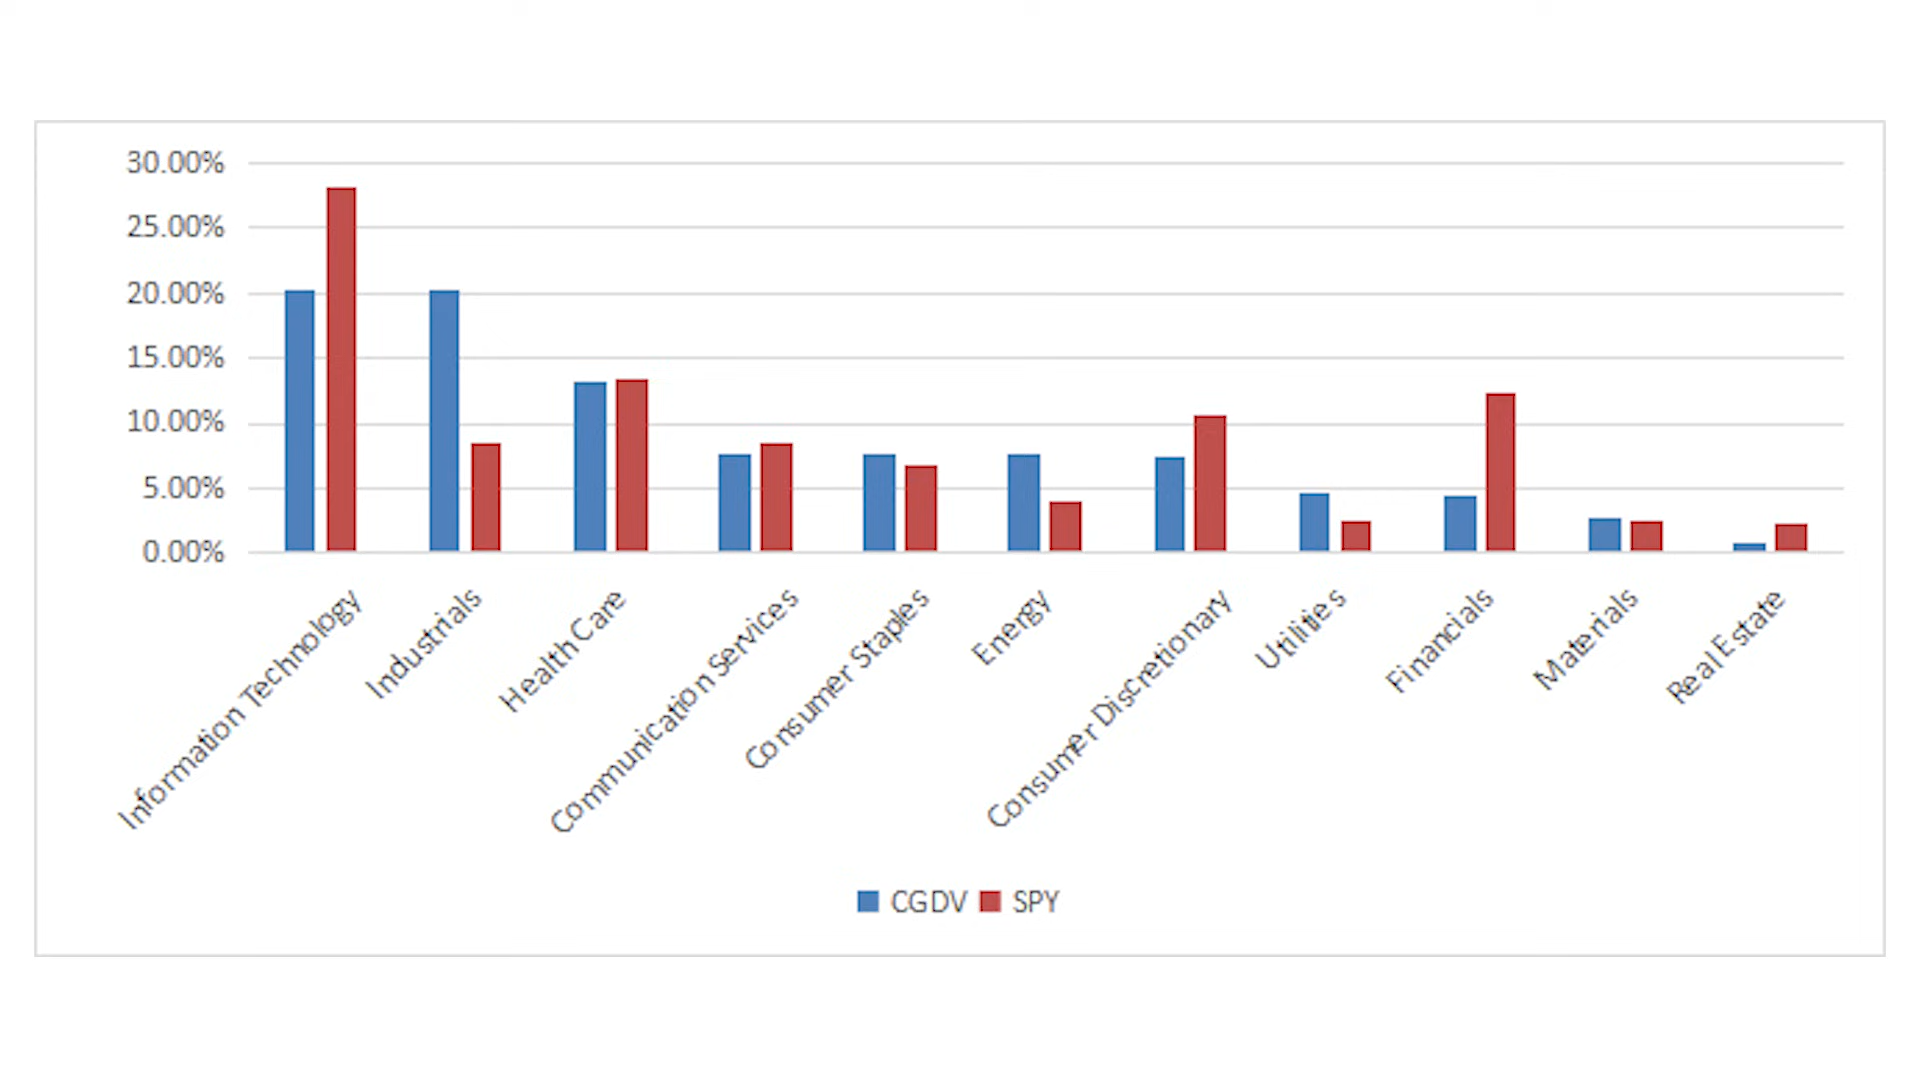 30.00%
25.00%
20.00%
15.00%
10.00%
5.00%
0.00%
Information Technology
Industrials
Health Care
Communication Services
Consumer Staples
Energy
Consumer Discretionary
Utilities
Financials
Materials
Real Estate
CGDV SPY